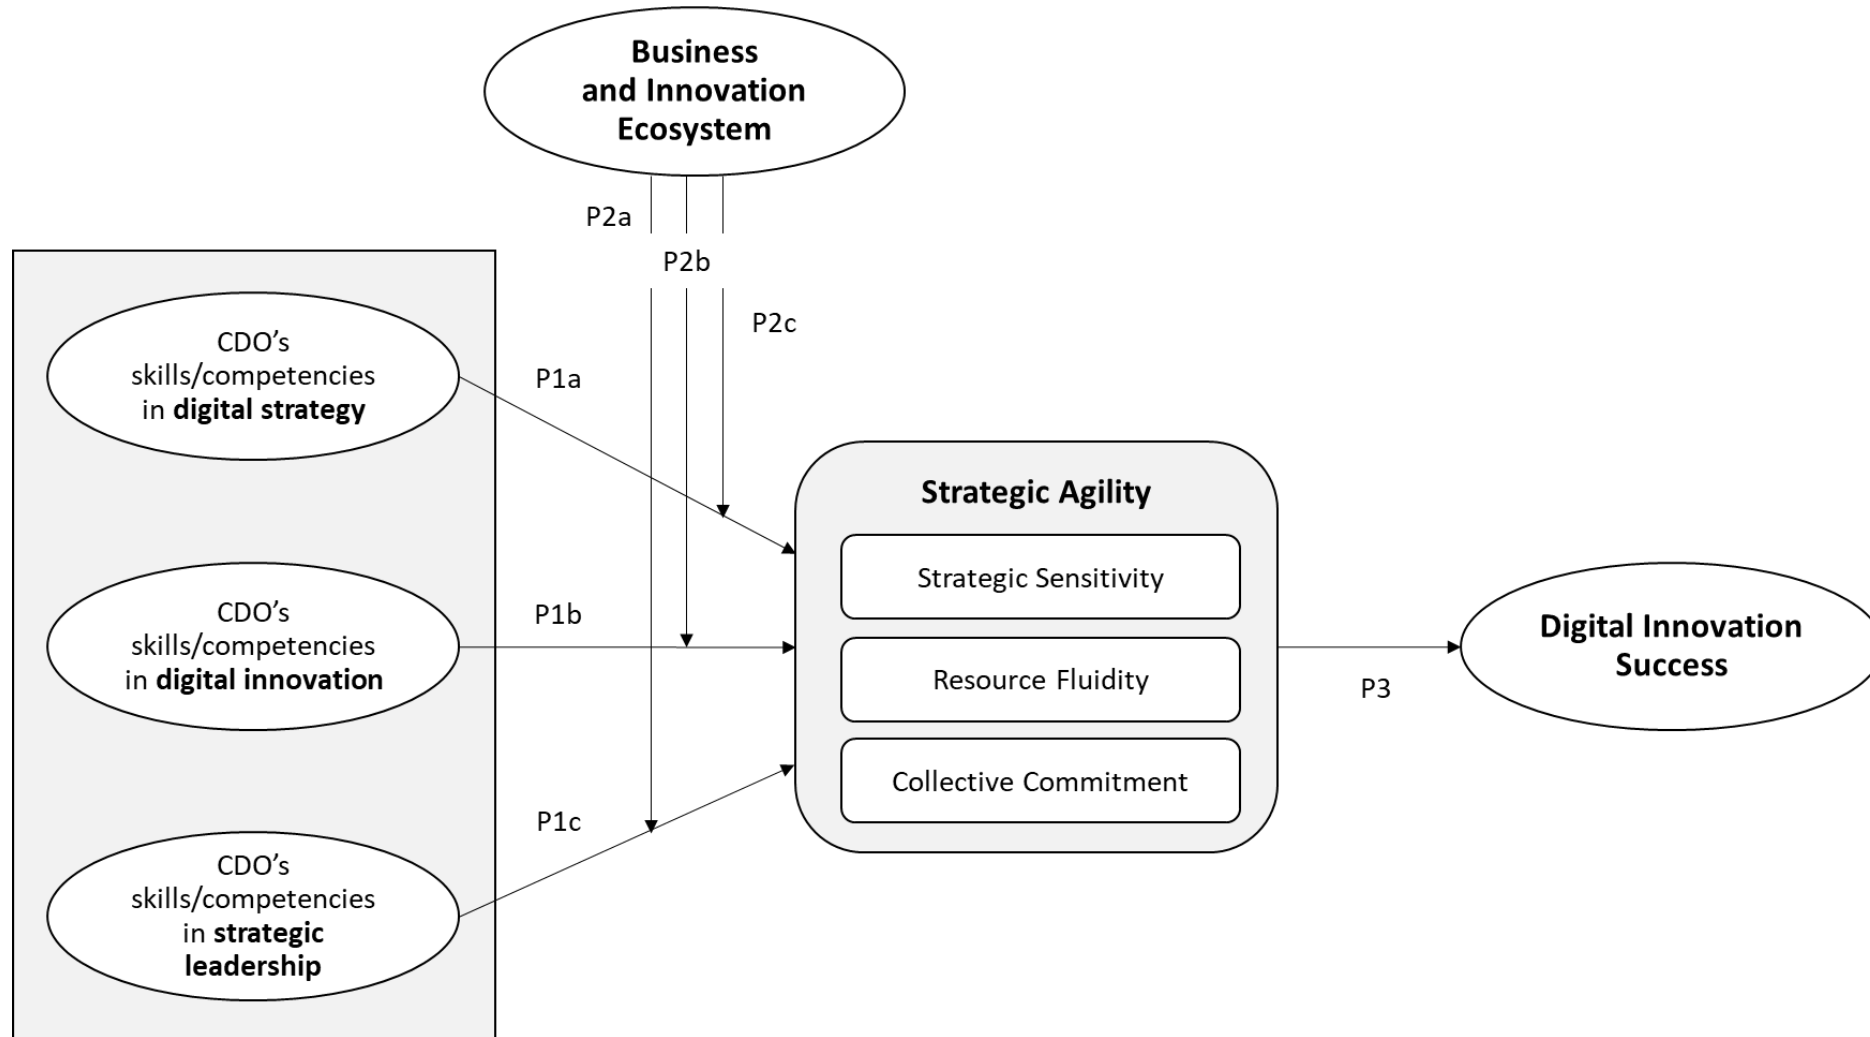 Business
and Innovation
Ecosystem
P2a
P2b
P2c
CDO’s
skills/competencies
in digital strategy
P1a
CDO’s
skills/competencies
in digital innovation
P1b
CDO’s
skills/competencies
in strategic
leadership
P1c
Strategic Agility
Strategic Sensitivity
Resource Fluidity
Collective Commitment
P3
Digital Innovation
Success